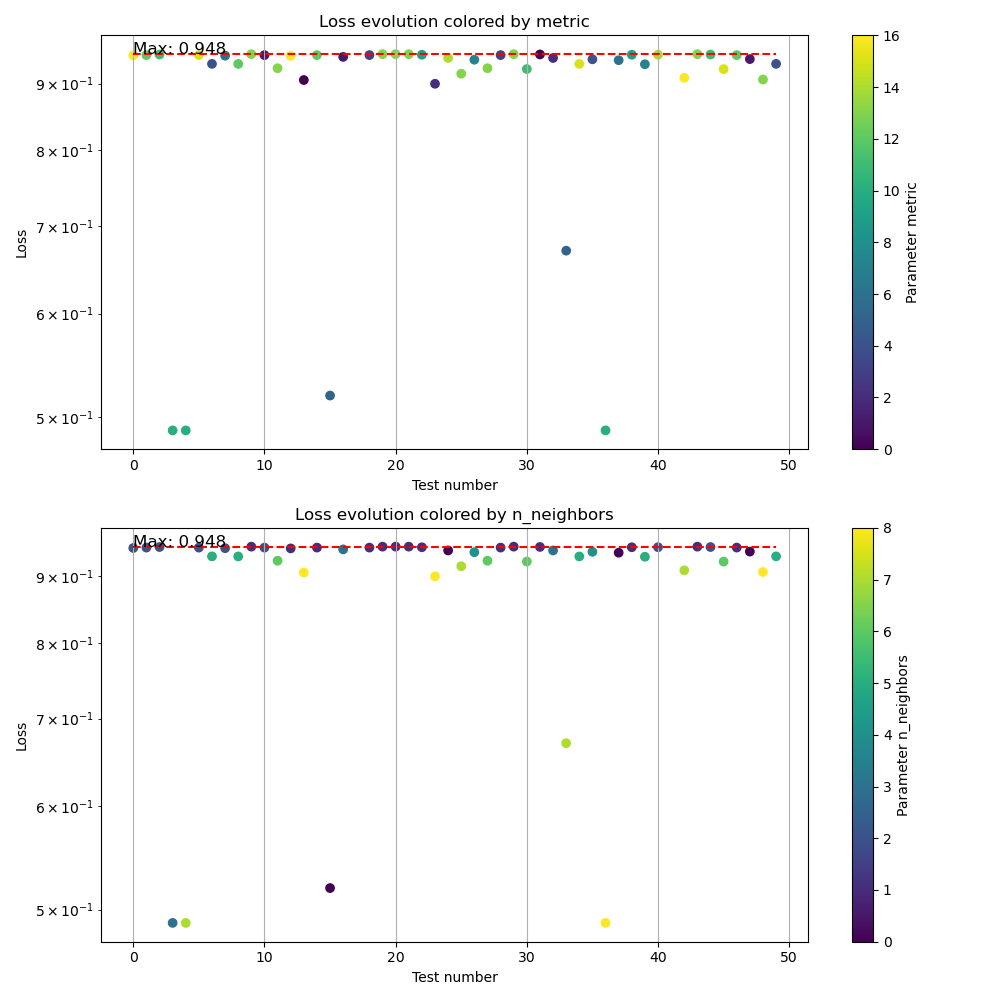 Loss evolution colored by metric
Max: 0.948
9 × 10⁻¹
8 × 10⁻¹
7 × 10⁻¹
6 × 10⁻¹
5 × 10⁻¹
Loss
0 10 20 30 40 50
Test number
16
14
12
10
8
6
4
2
0
Parameter metric
Loss evolution colored by n_neighbors
Max: 0.948
9 × 10⁻¹
8 × 10⁻¹
7 × 10⁻¹
6 × 10⁻¹
5 × 10⁻¹
Loss
0 10 20 30 40 50
Test number
8
7
6
5
4
3
2
1
0
Parameter n_neighbors